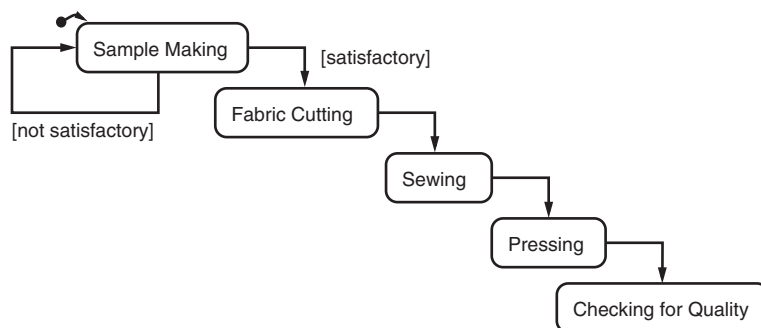 Sample Making
[satisfactory]
Fabric Cutting
[not satisfactory]
Sewing
Pressing
Checking for Quality